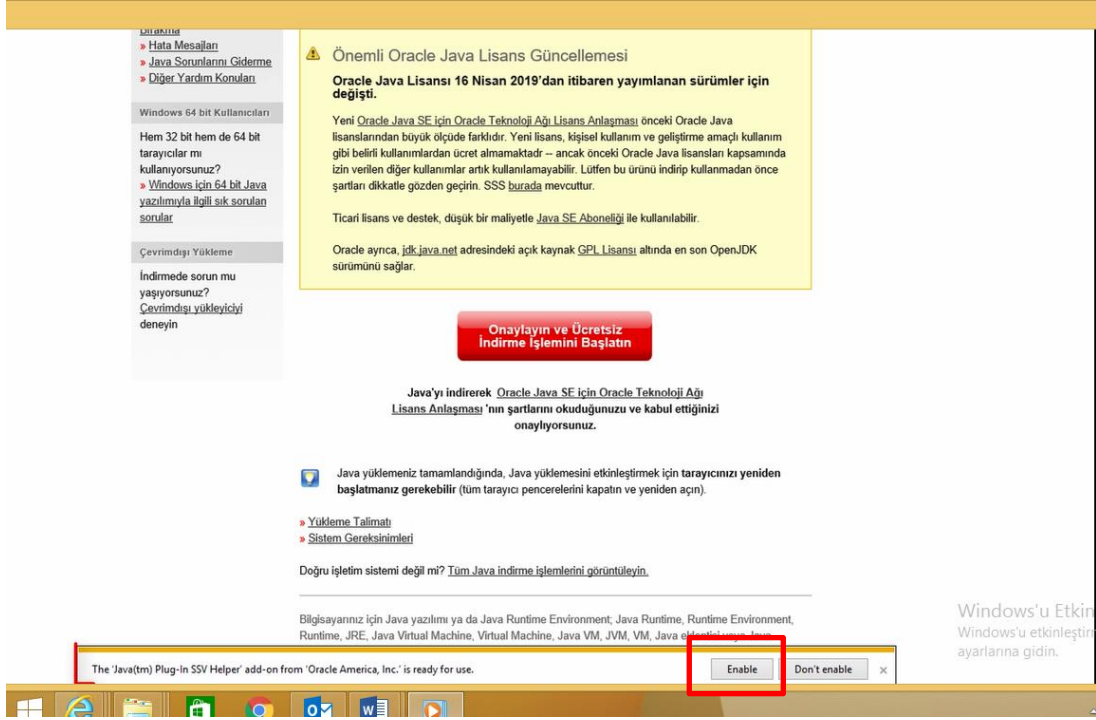 Bırakma
» Hata Mesajları
» Java Sorunlarını Giderme
» Diğer Yardım Konuları
Windows 64 bit Kullanıcıları
Hem 32 bit hem de 64 bit
tarayıcılar mı
kullanıyorsunuz?
» Windows için 64 bit Java
yazılımıyla ilgili sık sorulan
sorular
Çevrimdışı Yükleme
İndirmede sorun mu
yaşıyorsunuz?
Çevrimdışı yükleyiciyi
deneyin
Önemli Oracle Java Lisans Güncellemesi
Oracle Java Lisansı 16 Nisan 2019'dan itibaren yayımlanan sürümler için
değişti.
Yeni Oracle Java SE için Oracle Teknoloji Ağı Lisans Anlaşması önceki Oracle Java
lisanslarından büyük ölçüde farklıdır. Yeni lisans, kişisel kullanım ve geliştirme amaçlı kullanım
gibi belirli kullanımlardan ücret almamaktadr -- ancak önceki Oracle Java lisansları kapsamında
izin verilen diğer kullanımlar artık kullanılamayabilir. Lütfen bu ürünü indirip kullanmadan önce
şartları dikkatle gözden geçirin. SSS burada mevcuttur.
Ticari lisans ve destek, düşük bir maliyetle Java SE Aboneliği ile kullanılabilir.
Oracle ayrıca, jdk.java.net adresindeki açık kaynak GPL Lisansı altında en son OpenJDK
sürümünü sağlar.
Onaylayın ve Ücretsiz
İndirme İşlemini Başlatın
Java'yı indirerek Oracle Java SE için Oracle Teknoloji Ağı
Lisans Anlaşması 'nın şartlarını okuduğunuzu ve kabul ettiğinizi
onaylıyorsunuz.
Java yüklemeniz tamamlandığında, Java yüklemesini etkinleştirmek için tarayıcınızı yeniden
başlatmanız gerekebilir (tüm tarayıcı pencerelerini kapatın ve yeniden açın).
» Yükleme Talimatı
» Sistem Gereksinimleri
Doğru işletim sistemi değil mi? Tüm Java indirme işlemlerini görüntüleyin.
Bilgisayarınız için Java yazılımı ya da Java Runtime Environment; Java Runtime, Runtime Environment,
Runtime, JRE, Java Virtual Machine, Virtual Machine, Java VM, JVM, VM, Java
Windows'u Etkin
Windows'u etkinleştir
ayarlarına gidin.
The 'Java(tm) Plug-In SSV Helper' add-on from 'Oracle America, Inc.' is ready for use.
Enable
Don't enable